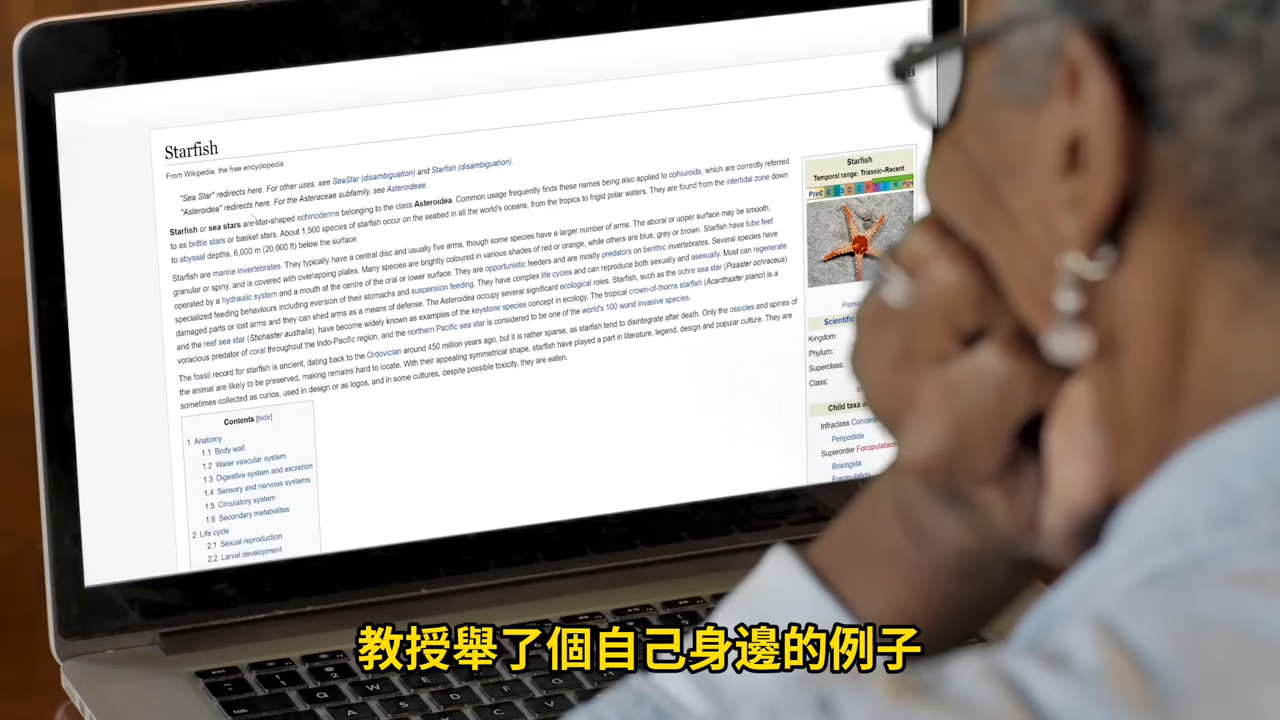 Starfish
From Wikipedia, the free encyclopedia
"Sea Star" redirects here. For other uses, see SeaStar (disambiguation) and Starfish (disambiguation).
"Asteroidea" redirects here. For the Asteraceae subfamily, see Asteroideae.
Starfish or sea stars are star-shaped echinoderms belonging to the class Asteroidea. Common usage frequently finds these names being also applied to ophiuroids, which are correctly referred
to as brittle stars or basket stars. About 1,500 species of starfish occur on the seabed in all the world's oceans, from the tropics to frigid polar waters. They are found from the intertidal zone down
to abyssal depths, 6,000 m (20,000 ft) below the surface.
Starfish are marine invertebrates. They typically have a central disc and usually five arms, though some species have a larger number of arms. The aboral or upper surface may be smooth,
granular or spiny, and is covered with overlapping plates. Many species are brightly coloured in various shades of red or orange, while others are blue, grey or brown. Starfish have tube feet
operated by a hydraulic system and a mouth at the centre of the oral or lower surface. They are opportunistic feeders and are mostly predators on benthic invertebrates. Several species have
specialized feeding behaviours including eversion of their stomachs and suspension feeding. They have complex life cycles and can reproduce both sexually and asexually. Most can regenerate
damaged parts or lost arms and they can shed arms as a means of defense. The Asteroidea occupy several significant ecological roles. Starfish, such as the ochre sea star (Pisaster ochraceus)
and the reef sea star (Stichaster australis), have become widely known as examples of the keystone species concept in ecology. The tropical crown-of-thorns starfish (Acanthaster planci) is a
voracious predator of coral throughout the Indo-Pacific region, and the northern Pacific sea star is considered to be one of the world's 100 worst invasive species.
The fossil record for starfish is ancient, dating back to the Ordovician around 450 million years ago, but it is rather sparse, as starfish tend to disintegrate after death. Only the ossicles and spines of
the animal are likely to be preserved, making remains hard to locate. With their appealing symmetrical shape, starfish have played a part in literature, legend, design and popular culture. They are
sometimes collected as curios, used in design or as logos, and in some cultures, despite possible toxicity, they are eaten.
Contents [hide]
1 Anatomy
1.1 Body wall
1.2 Water vascular system
1.3 Digestive system and excretion
1.4 Sensory and nervous systems
1.5 Circulatory system
1.6 Secondary metabolites
2 Life cycle
2.1 Sexual reproduction
2.2 Larval development
Starfish
Temporal range: Triassic–Recent
PreЄ Є O S D C P T J K PgN
Scientific
Kingdom:
Phylum:
Superclass:
Class:
Child taxa
Infraclass
Peripodida
Superorder
Brisingida
教授舉了個自己身邊的例子